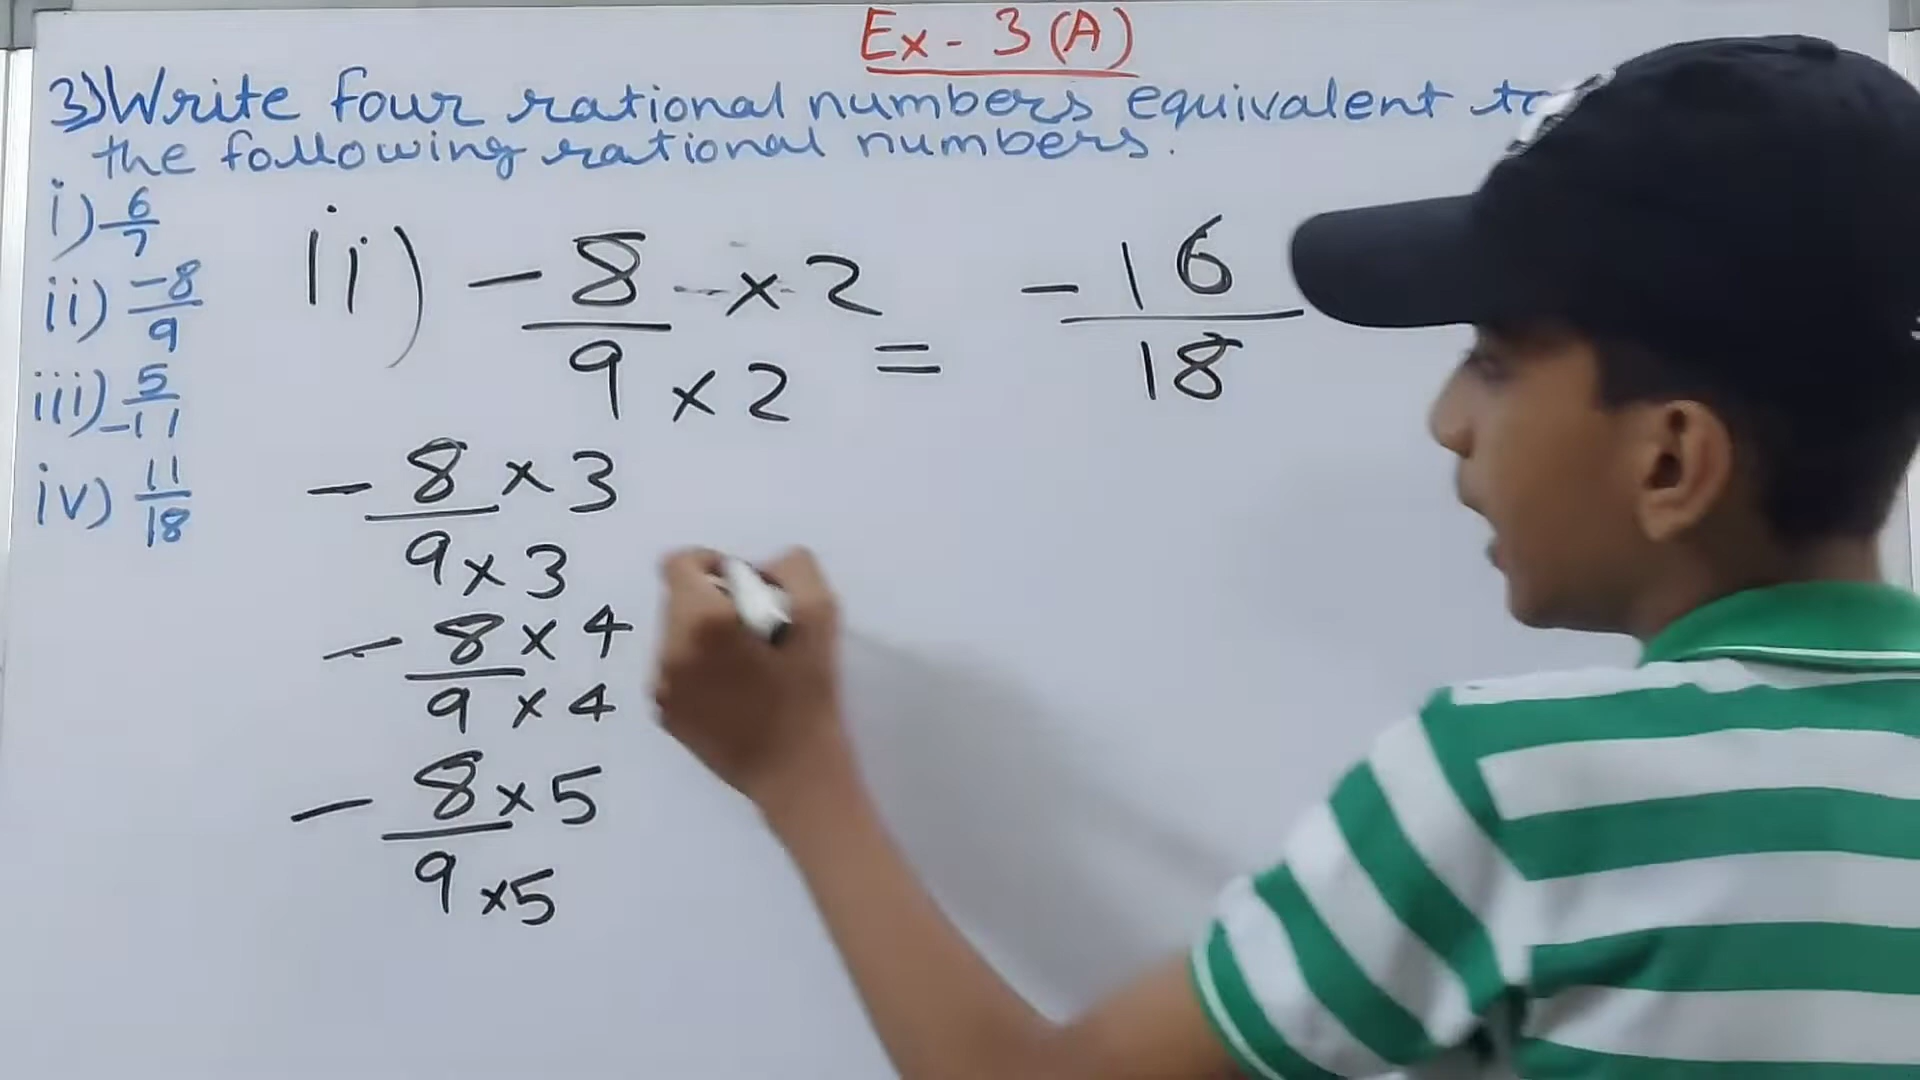 Ex - 3 (A)
3) Write four rational numbers equivalent to
the following rational numbers.
i) 6/7
ii) -8/9
iii) 5/-11
iv) 11/18
ii) -8/9 ×2/×2 = -16/18
-8×3/9×3
-8×4/9×4
-8×5/9×5